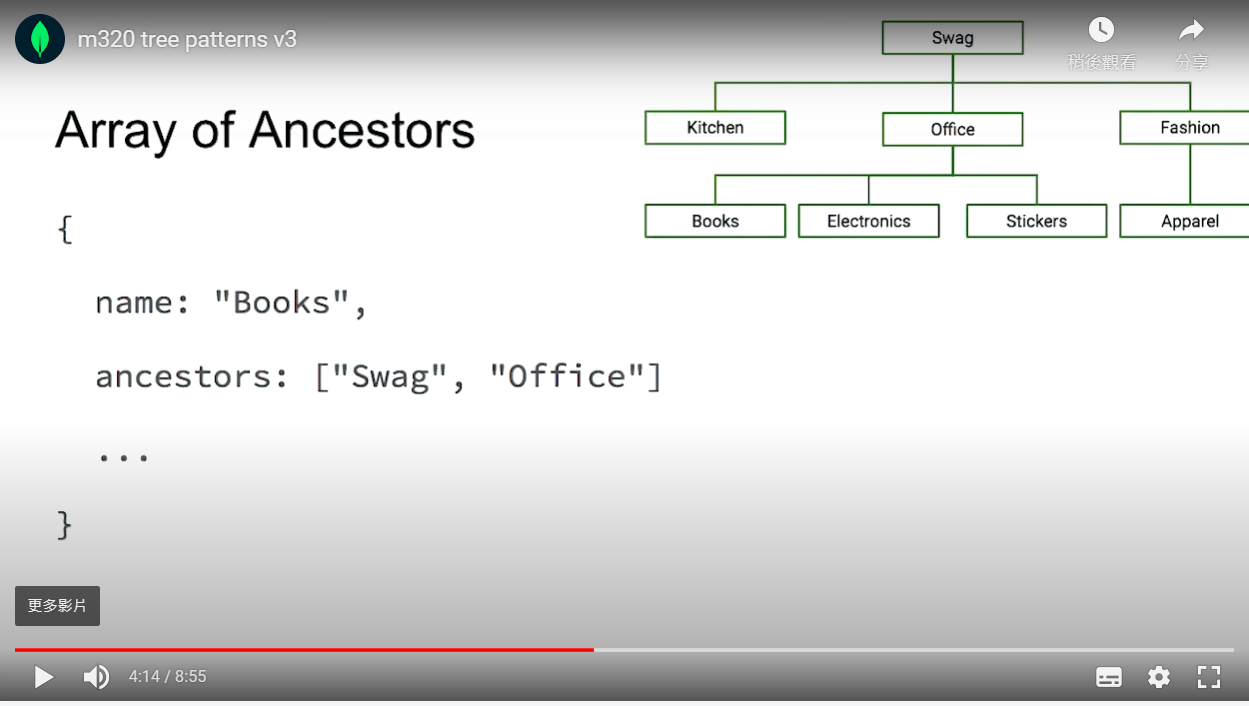 m320 tree patterns v3
稍後觀看
分享
Swag
Kitchen
Office
Fashion
Books
Electronics
Stickers
Apparel
Array of Ancestors
{
name: "Books",
ancestors: ["Swag", "Office"]
...
}
更多影片
4:14 / 8:55